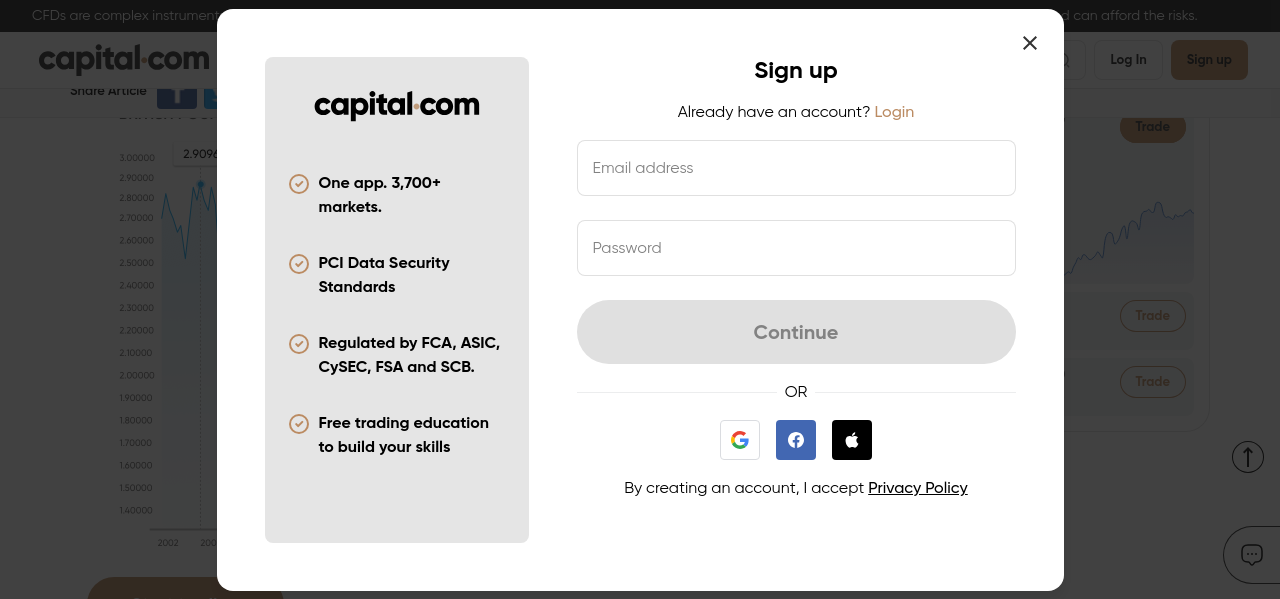 CFDs are complex instrument
d can afford the risks.
capital.com
Log In
Sign up
Share Article
Trade
3.00000
2.9096
2.90000
2.80000
2.70000
2.60000
2.50000
2.40000
2.30000
2.20000
2.10000
2.00000
1.90000
1.80000
1.70000
1.60000
1.50000
1.40000
2002
Trade
Trade
capital.com
One app. 3,700+
markets.
PCI Data Security
Standards
Regulated by FCA, ASIC,
CySEC, FSA and SCB.
Free trading education
to build your skills
Sign up
Already have an account? Login
Email address
Password
Continue
OR
By creating an account, I accept Privacy Policy